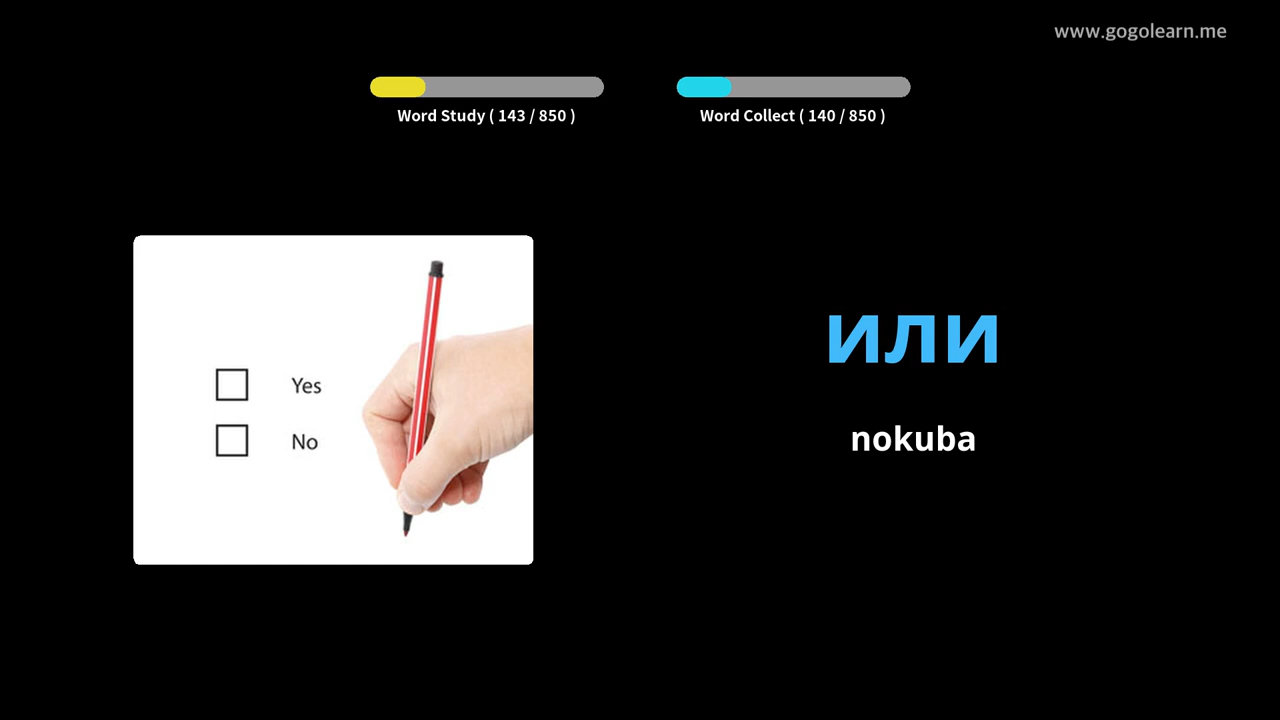 www.gogolearn.me
Word Study ( 143 / 850 )
Word Collect ( 140 / 850 )
Yes
No
или
nokuba